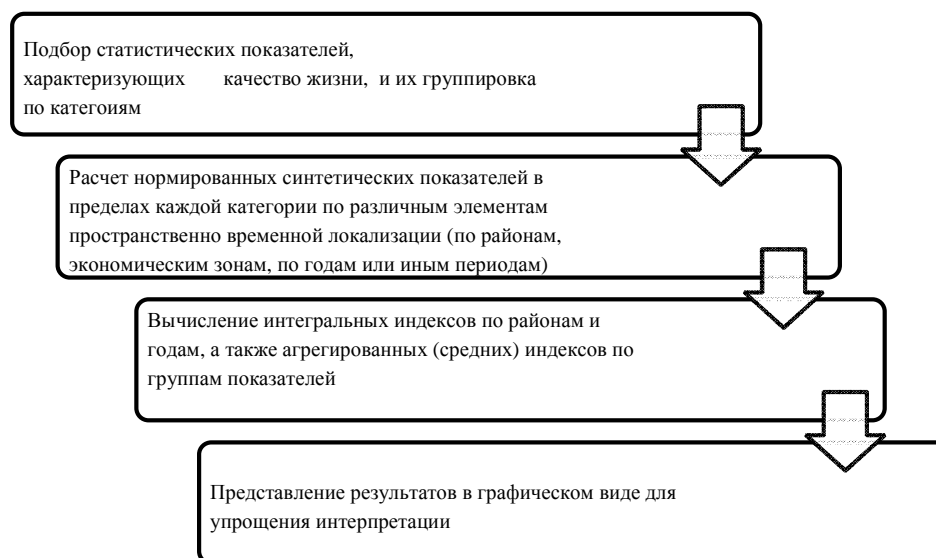 Подбор статистических показателей,
характеризующих качество жизни, и их группировка
по категоиям
Расчет нормированных синтетических показателей в
пределах каждой категории по различным элементам
пространственно временной локализации (по районам,
экономическим зонам, по годам или иным периодам)
Вычисление интегральных индексов по районам и
годам, а также агрегированных (средних) индексов по
группам показателей
Представление результатов в графическом виде для
упрощения интерпретации